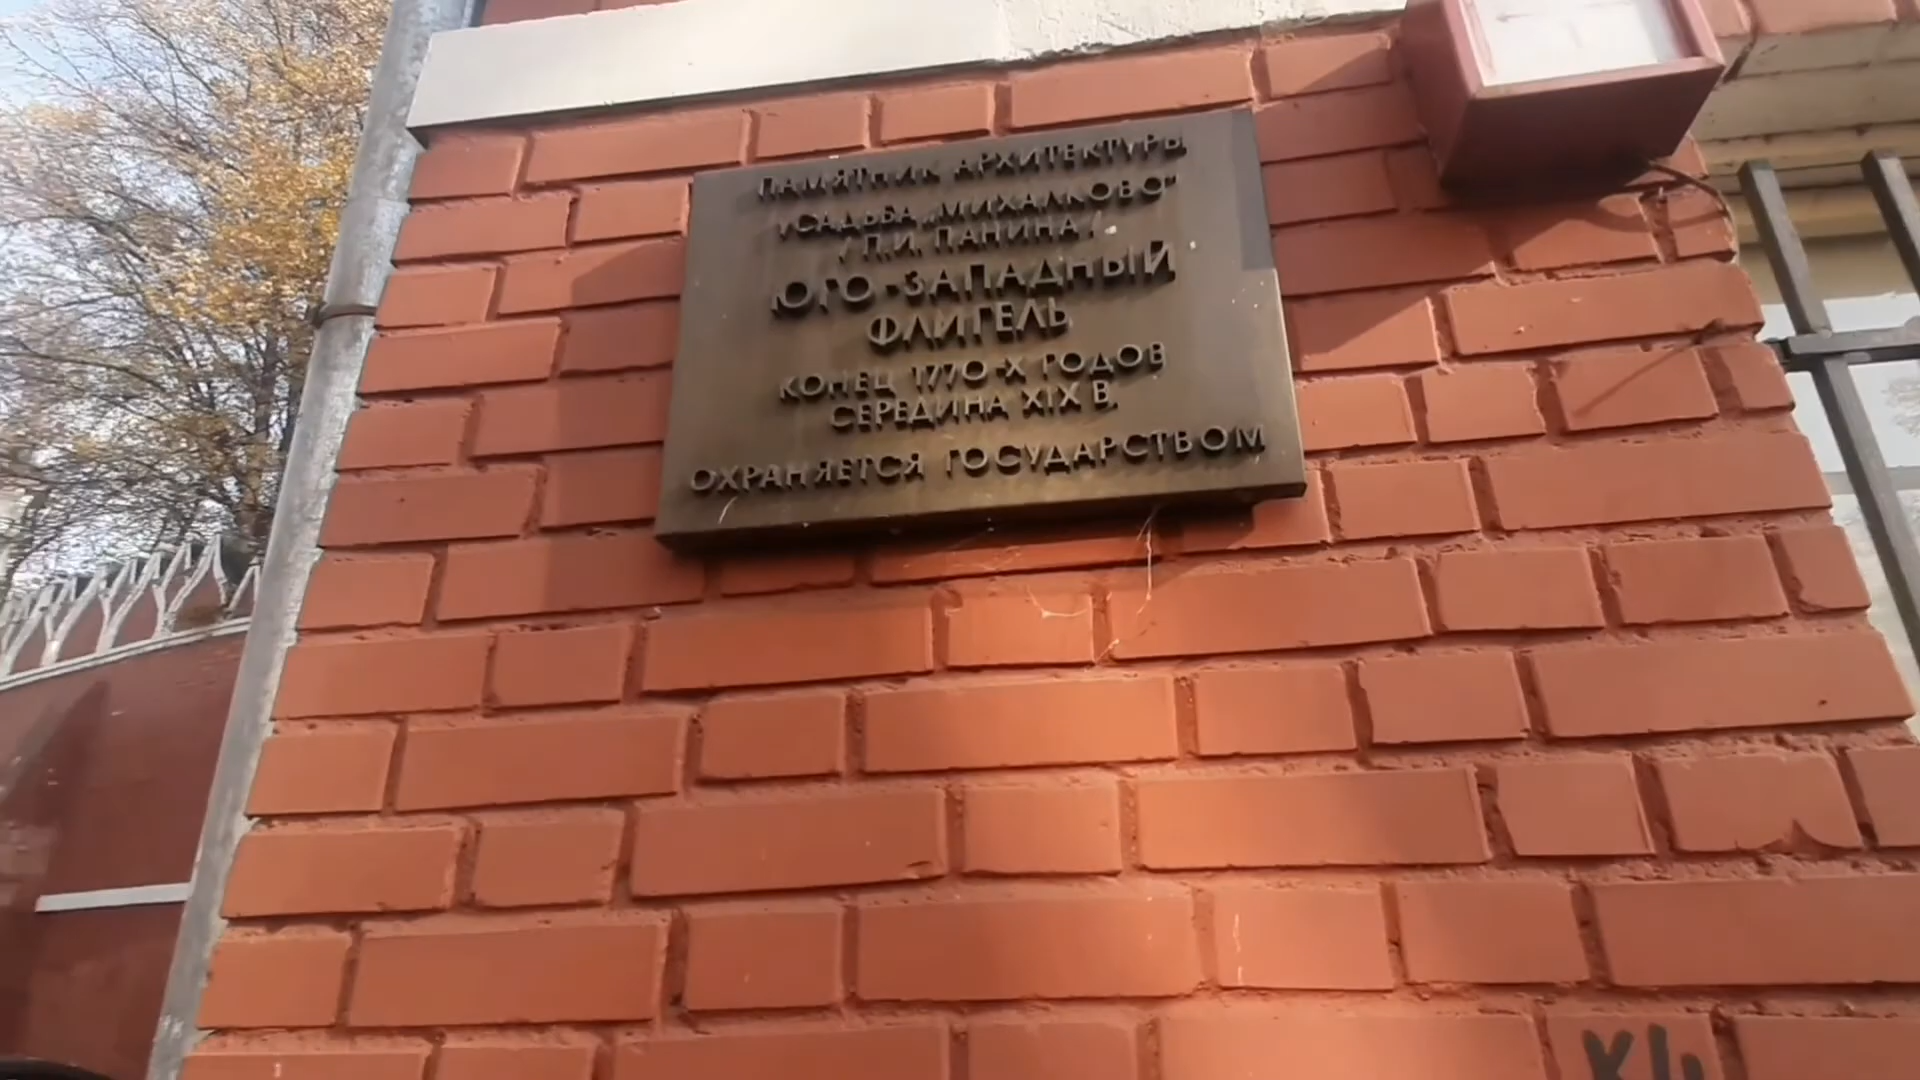 ПАМЯТНИК АРХИТЕКТУРЫ
УСАДЬБА „МИХАЛКОВО"
/П.И. ПАНИНА/
ЮГО-ЗАПАДНЫЙ
ФЛИГЕЛЬ
КОНЕЦ 1770-Х ГОДОВ
СЕРЕДИНА XIX В.
ОХРАНЯЕТСЯ ГОСУДАРСТВОМ